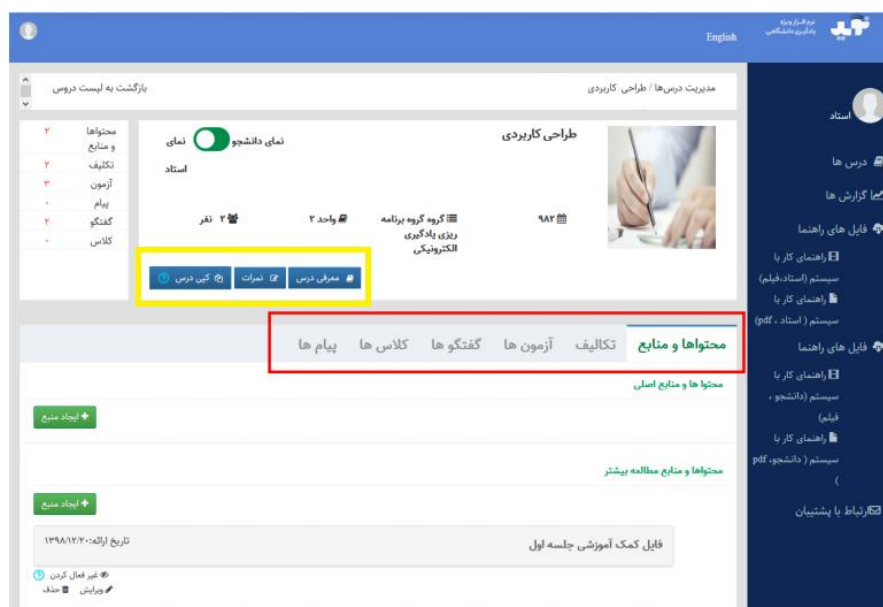 نوید
نرم افزار ویژه
یادگیری دانشگاهی
English
استاد
درس ها
گزارش ها
فایل های راهنما
راهنمای کار با
سیستم (استاد،فیلم)
راهنمای کار با
سیستم ( استاد ، pdf)
فایل های راهنما
راهنمای کار با
سیستم (دانشجو ،
فیلم)
راهنمای کار با
سیستم ( دانشجو، pdf
)
ارتباط با پشتیبان
مدیریت درس‌ها / طراحی کاربردی
بازگشت به لیست دروس
طراحی کاربردی
نمای دانشجو نمای
استاد
۹۸۲
گروه گروه برنامه
ریزی یادگیری
الکترونیکی
واحد ۲
۲ نفر
معرفی درس
نمرات
کپی درس ?
محتواها
و منابع ۲
تکلیف ۲
آزمون ۳
پیام ۰
گفتگو ۲
کلاس ۰
محتواها و منابع تکالیف آزمون ها گفتگو ها کلاس ها پیام ها
محتوا ها و منابع اصلی
+ ایجاد منبع
محتواها و منابع مطالعه بیشتر
+ ایجاد منبع
فایل کمک آموزشی جلسه اول
تاریخ ارائه:۱۳۹۸/۱۲/۲۰
غیر فعال کردن ?
ویرایش حذف